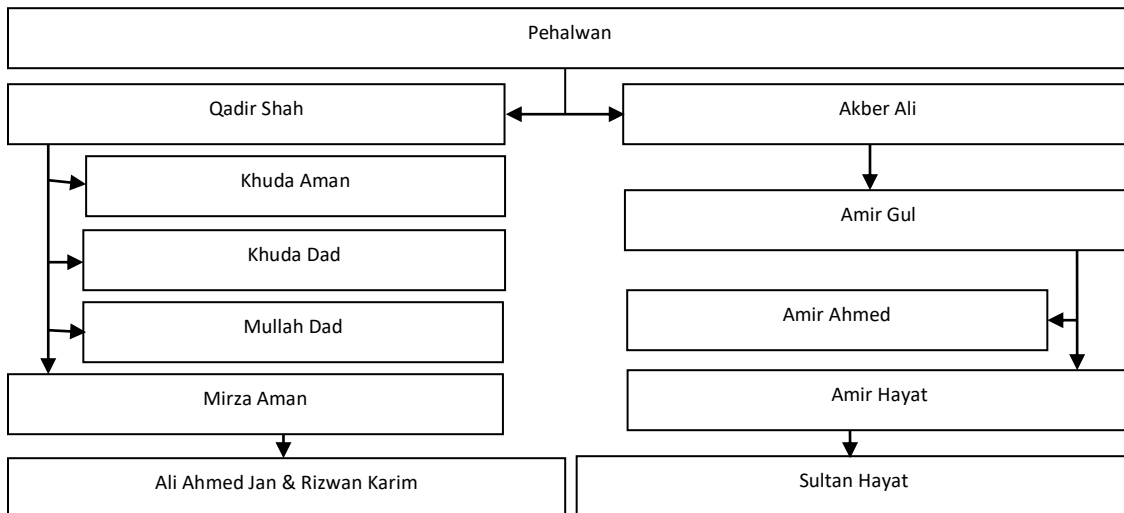 Pehalwan
Qadir Shah
Akber Ali
Khuda Aman
Amir Gul
Khuda Dad
Amir Ahmed
Mullah Dad
Mirza Aman
Amir Hayat
Ali Ahmed Jan & Rizwan Karim
Sultan Hayat